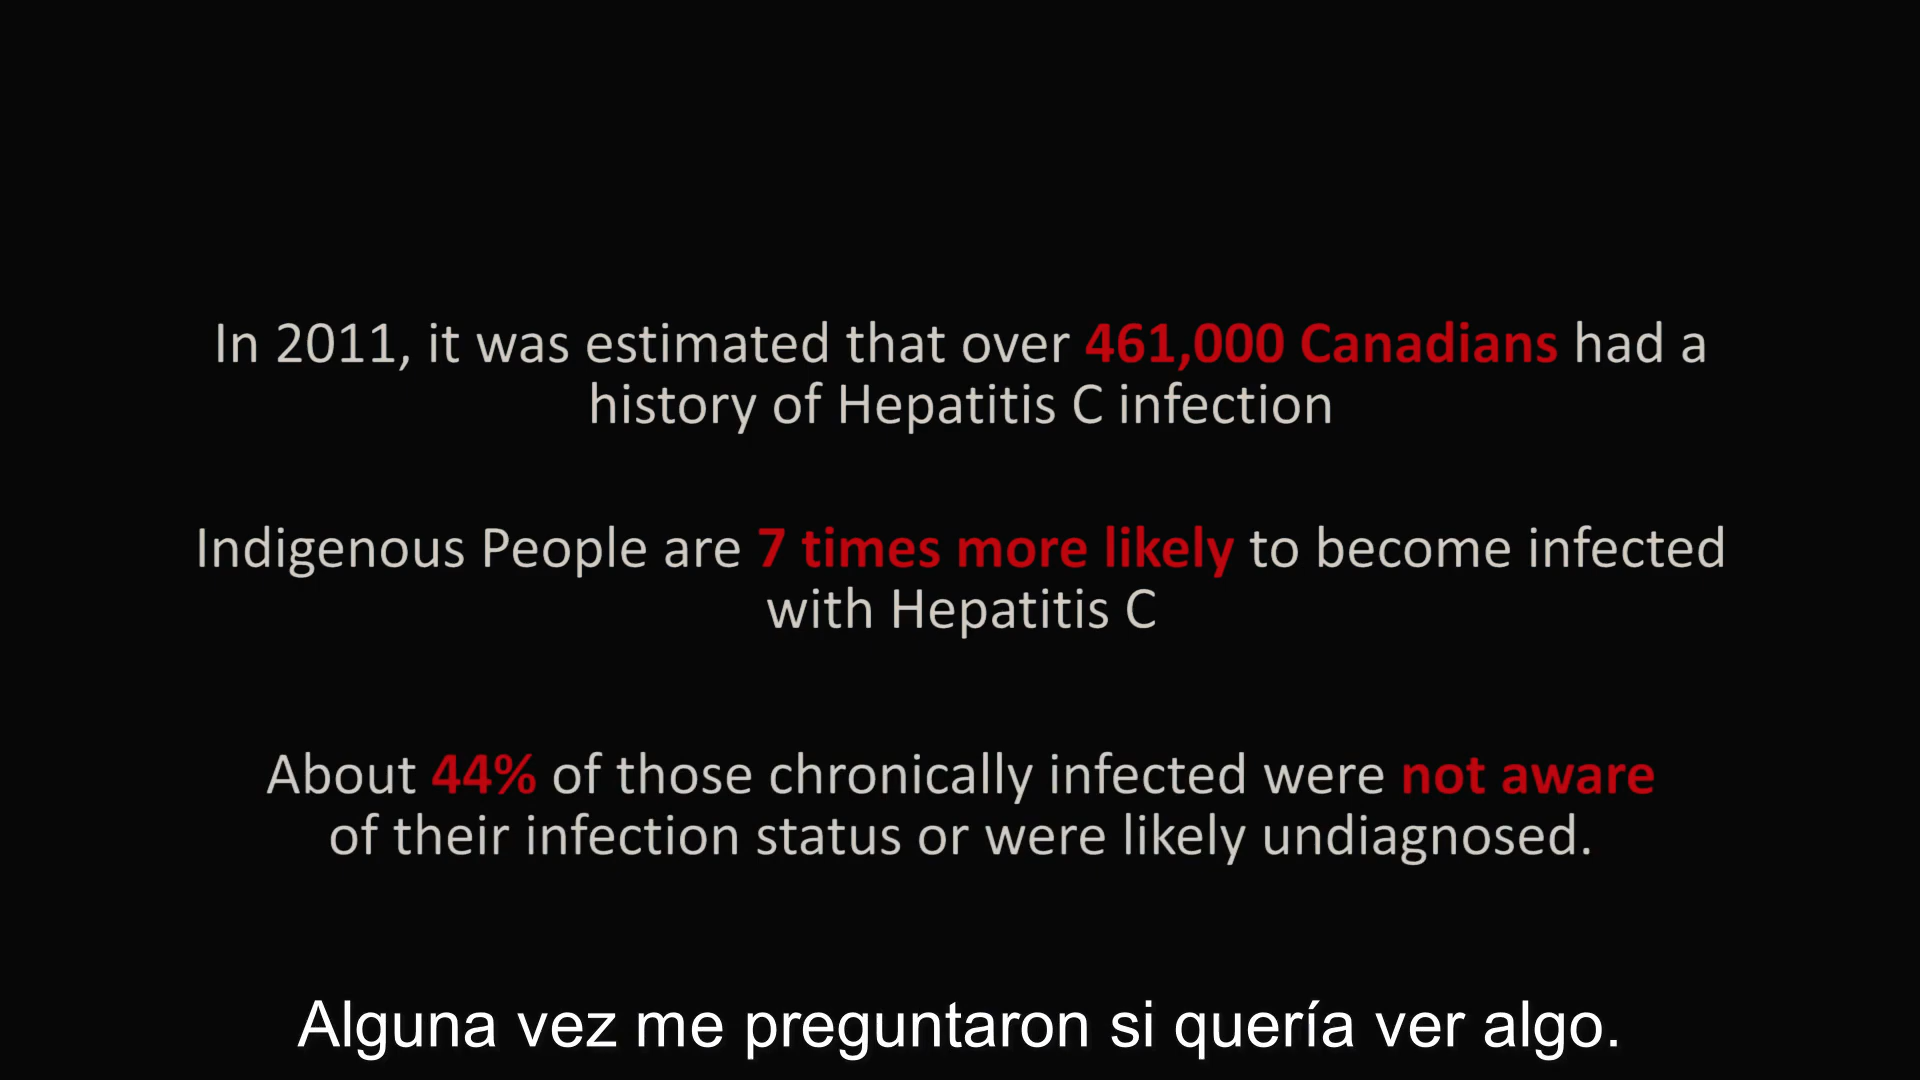 In 2011, it was estimated that over 461,000 Canadians had a
history of Hepatitis C infection
Indigenous People are 7 times more likely to become infected
with Hepatitis C
About 44% of those chronically infected were not aware
of their infection status or were likely undiagnosed.
Alguna vez me preguntaron si quería ver algo.